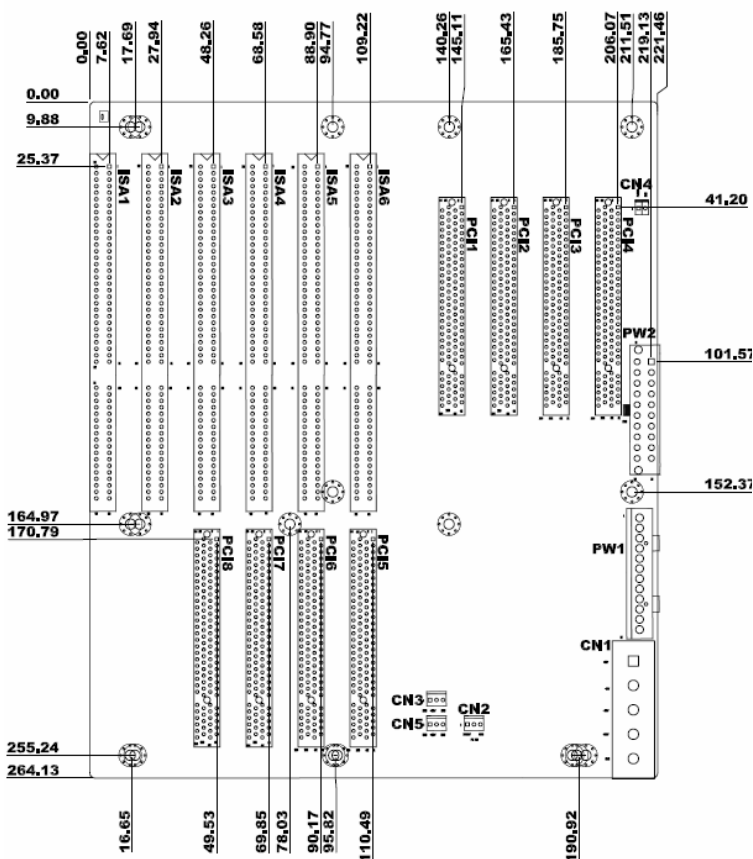 0.00
7.62
17.69
27.94
48.26
68.58
88.90
94.77
109.22
140.26
145.11
165.43
185.75
206.07
211.51
219.13
221.46
0.00
9.88
25.37
41.20
101.57
152.37
164.97
170.79
255.24
264.13
ISA1
ISA2
ISA3
ISA4
ISA5
ISA6
PCI1
PCI2
PCI3
PCI4
CN4
PW2
PCI8
PCI7
PCI6
PCI5
PW1
CN1
CN3
CN2
CN5
16.65
49.53
69.85
78.03
90.17
95.82
110.49
190.92